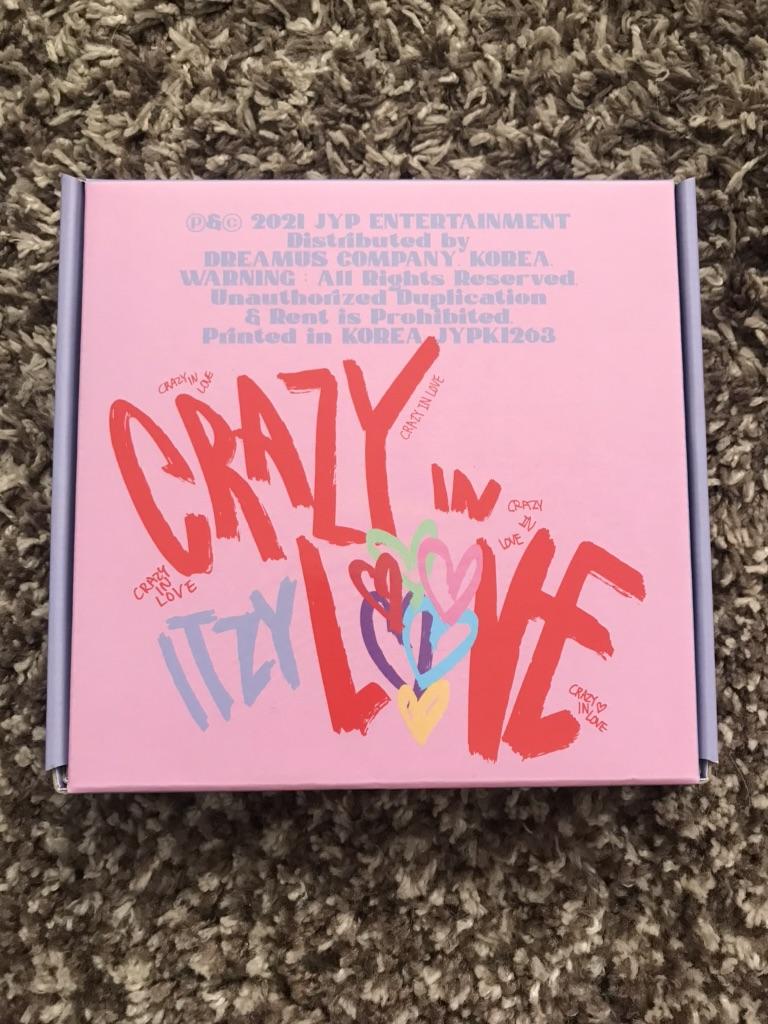 ℗&© 2021 JYP ENTERTAINMENT
Distributed by
DREAMUS COMPANY. KOREA.
WARNING : All Rights Reserved.
Unauthorized Duplication
& Rent is Prohibited.
Printed in KOREA JYPK1263
CRAZY IN
LOVE
CRAZY IN LOVE
CRAZY
IN
CRAZY
IN
LOVE
CRAZY
IN
LOVE
ITZY
LOVE
CRAZY
IN LOVE